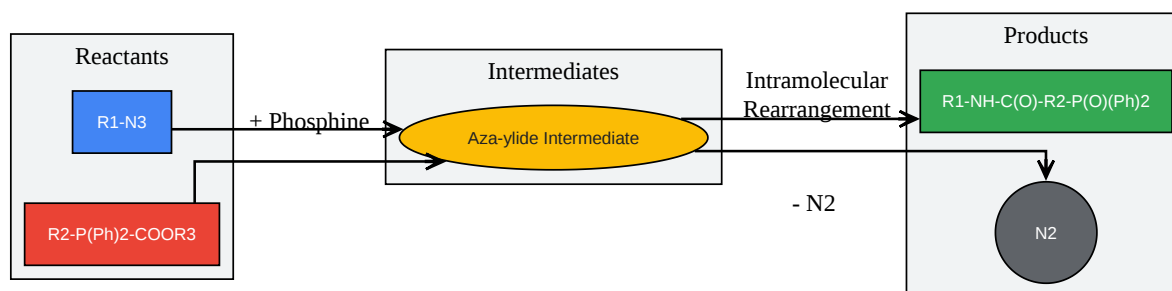 Reactants
R1-N3
R2-P(Ph)2-COOR3
+ Phosphine
Intermediates
Aza-ylide Intermediate
Intramolecular
Rearrangement
- N2
Products
R1-NH-C(O)-R2-P(O)(Ph)2
N2